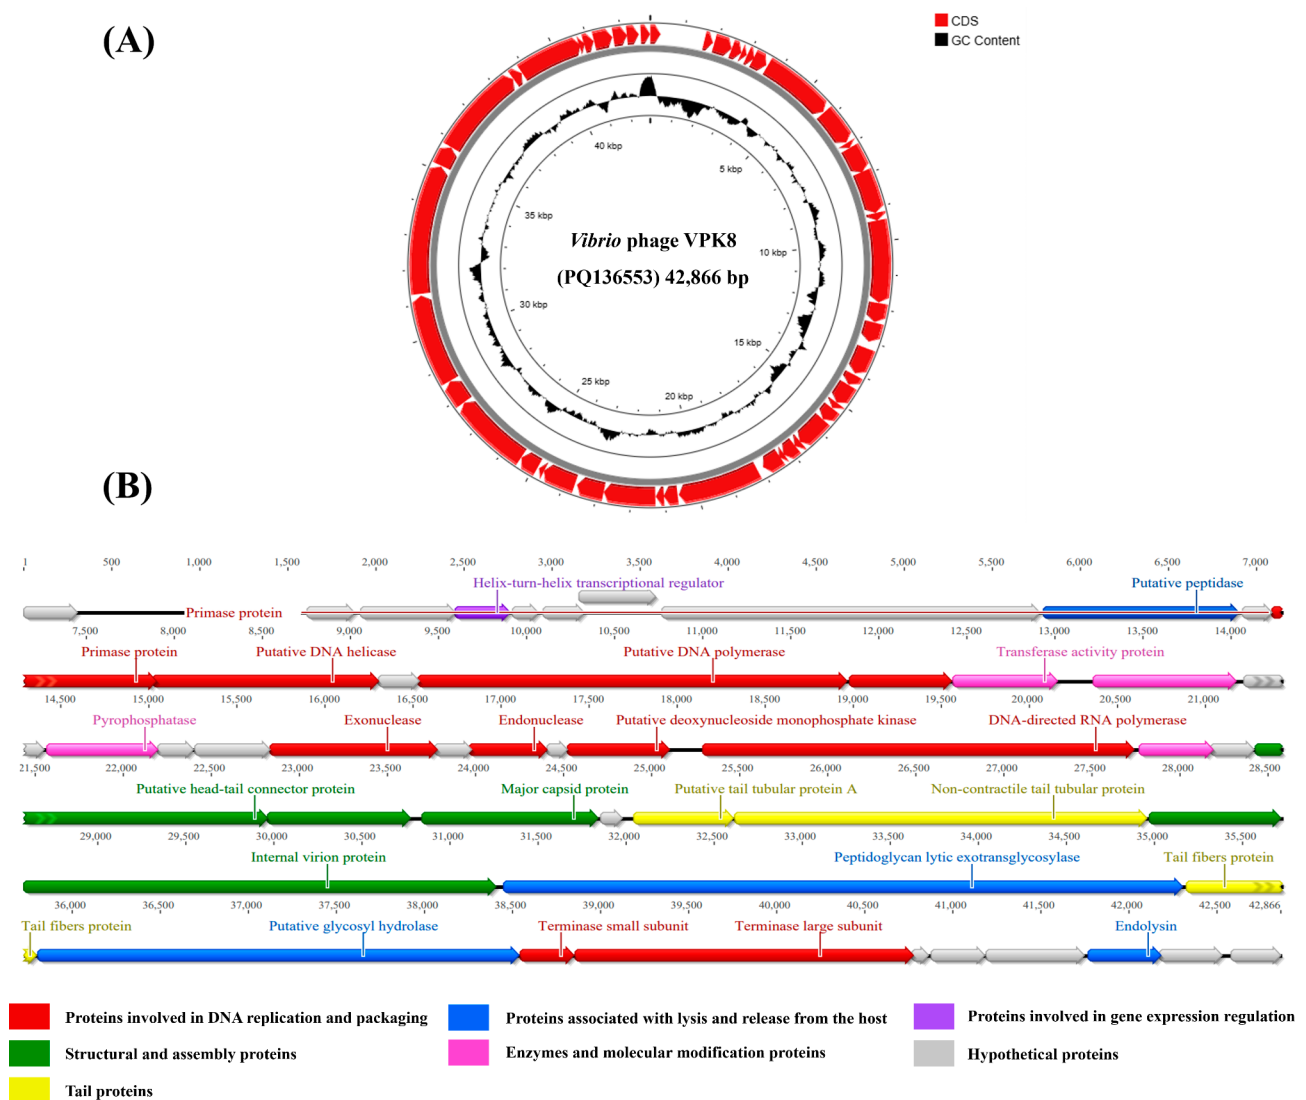 (A)
CDS
GC Content
40 kbp
5 kbp
35 kbp
Vibrio phage VPK8
10 kbp
(PQ136553) 42,866 bp
30 kbp
15 kbp
25 kbp
20 kbp
(B)
1 500 1,000 1,500 2,000 2,500 3,000 3,500 4,000 4,500 5,000 5,500 6,000 6,500 7,000
Helix-turn-helix transcriptional regulator Putative peptidase
Primase protein
7,500 8,000 8,500 9,000 9,500 10,000 10,500 11,000 11,500 12,000 12,500 13,000 13,500 14,000
Primase protein Putative DNA helicase Putative DNA polymerase Transferase activity protein
14,500 15,000 15,500 16,000 16,500 17,000 17,500 18,000 18,500 19,500 20,000 20,500 21,000
Pyrophosphatase Exonuclease Endonuclease Putative deoxynucleoside monophosphate kinase DNA-directed RNA polymerase
21,500 22,000 22,500 23,000 23,500 24,000 24,500 25,000 25,500 26,000 26,500 27,000 27,500 28,000 28,500
Putative head-tail connector protein Major capsid protein Putative tail tubular protein A Non-contractile tail tubular protein
29,000 29,500 30,000 30,500 31,000 31,500 32,000 32,500 33,000 33,500 34,000 34,500 35,000 35,500
Internal virion protein Peptidoglycan lytic exotransglycosylase Tail fibers protein
36,000 36,500 37,000 37,500 38,000 38,500 39,000 39,500 40,000 40,500 41,000 41,500 42,000 42,500 42,866
Tail fibers protein Putative glycosyl hydrolase Terminase small subunit Terminase large subunit Endolysin
Proteins involved in DNA replication and packaging Proteins associated with lysis and release from the host Proteins involved in gene expression regulation
Structural and assembly proteins Enzymes and molecular modification proteins Hypothetical proteins
Tail proteins